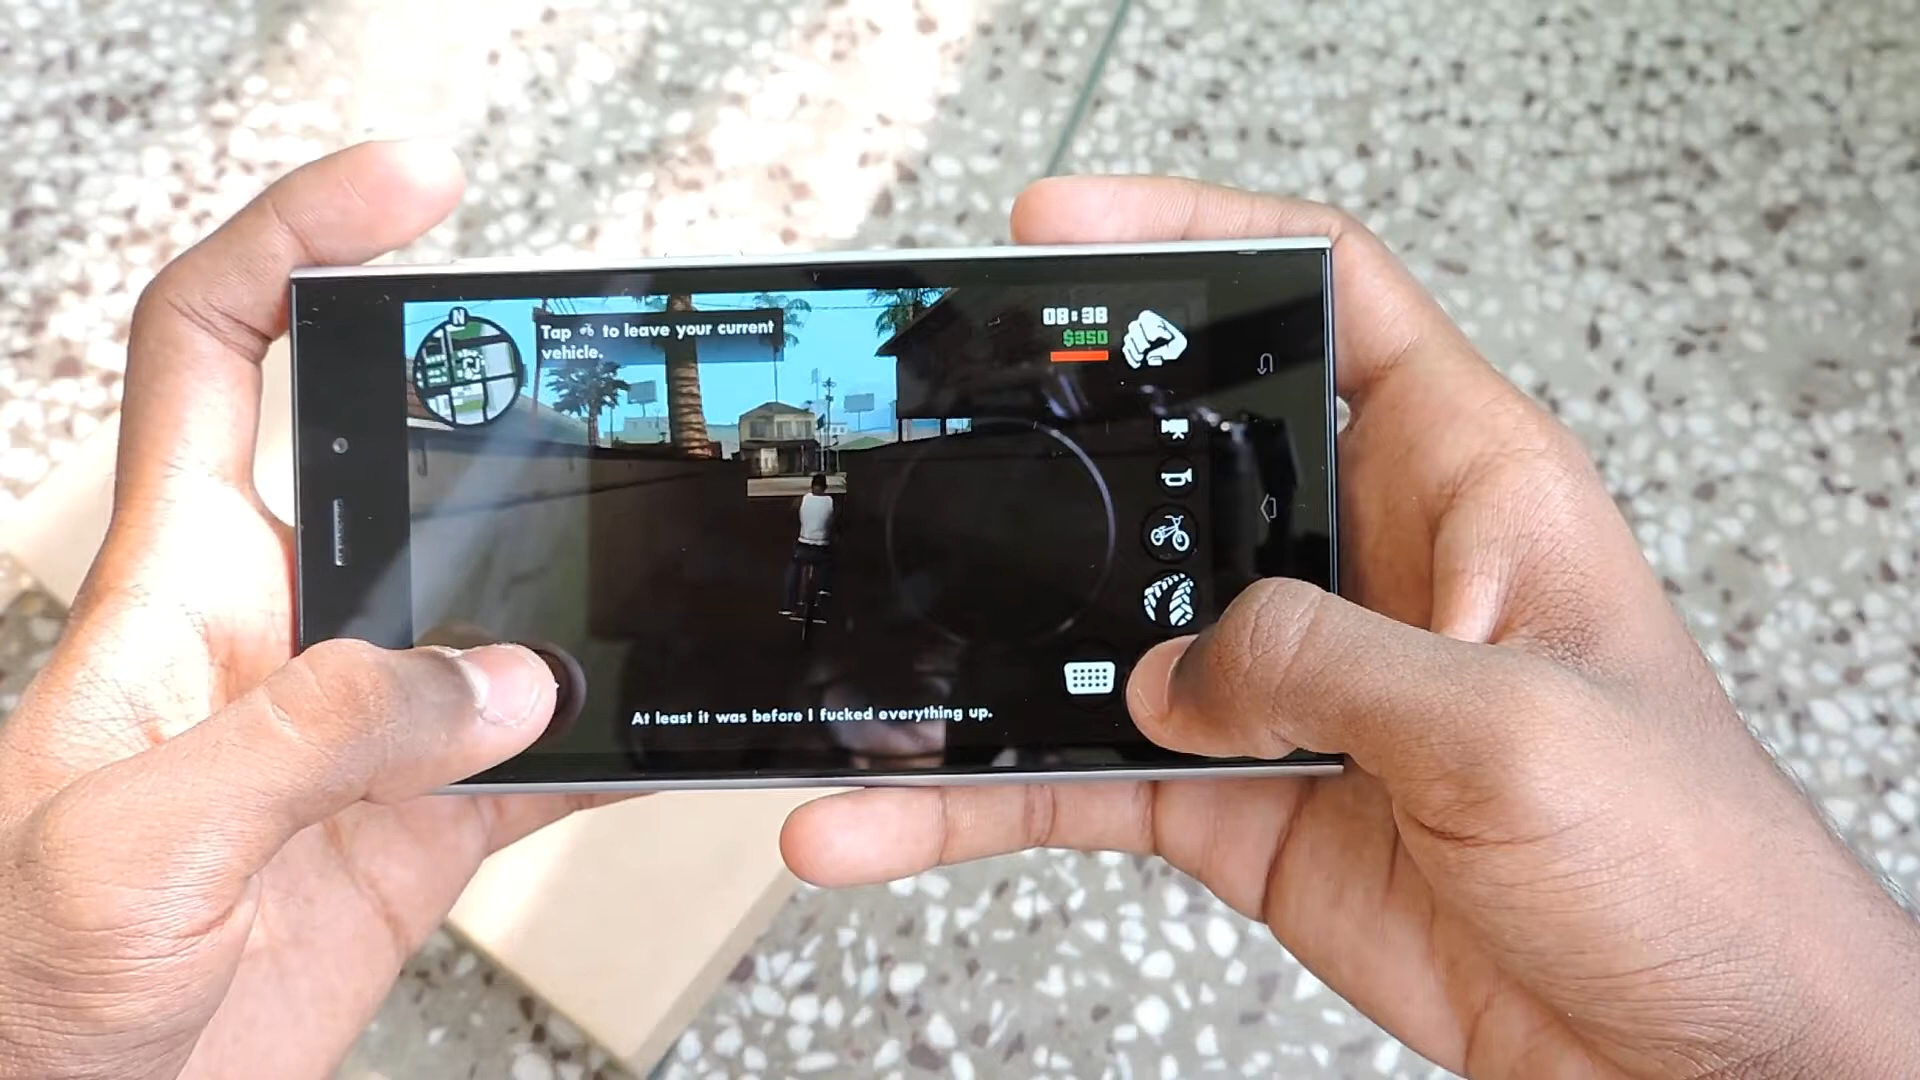 N
Tap to leave your current
vehicle.
08:38
$350
At least it was before I fucked everything up.